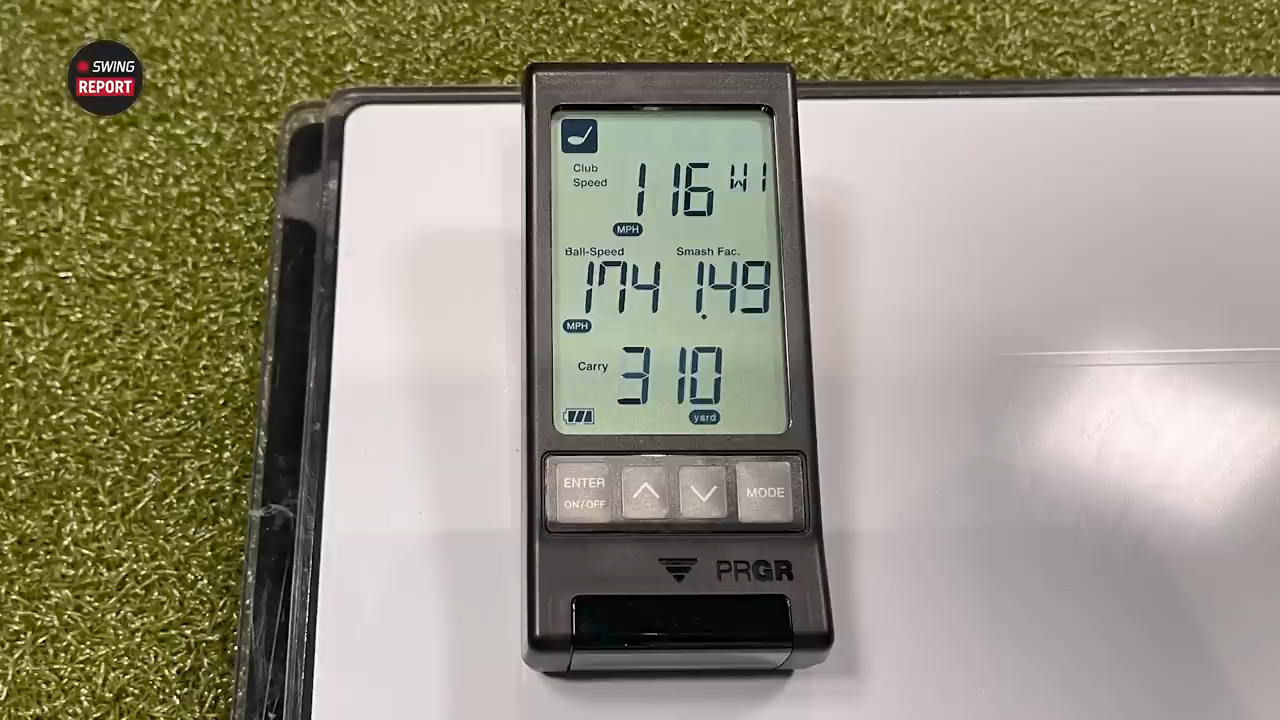 SWING
REPORT
Club
Speed
116 W1
MPH
Ball-Speed Smash Fac.
174 1.49
MPH
Carry 310
yard
ENTER
ON/OFF
MODE
PRGR